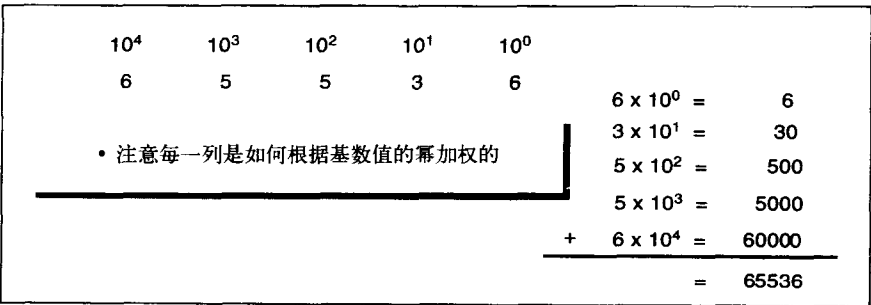 10⁴ 10³ 10² 10¹ 10⁰
6 5 5 3 6
6 x 10⁰ = 6
3 x 10¹ = 30
• 注意每一列是如何根据基数值的幂加权的
5 x 10² = 500
5 x 10³ = 5000
+ 6 x 10⁴ = 60000
= 65536